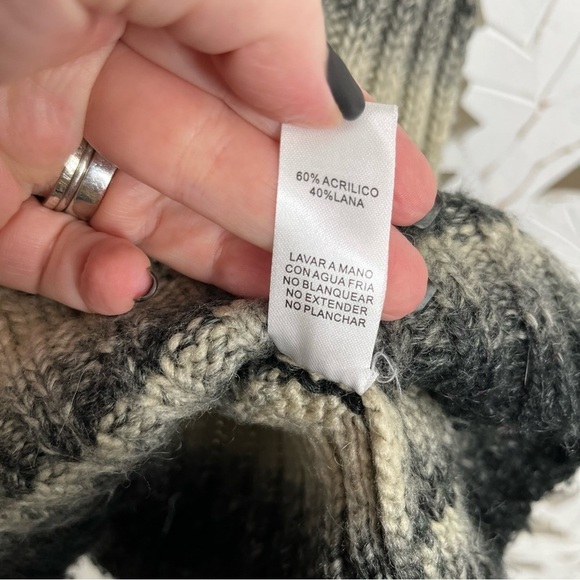 60% ACRILICO
40%LANA
LAVAR A MANO
CON AGUA FRIA
NO BLANQUEAR
NO EXTENDER
NO PLANCHAR